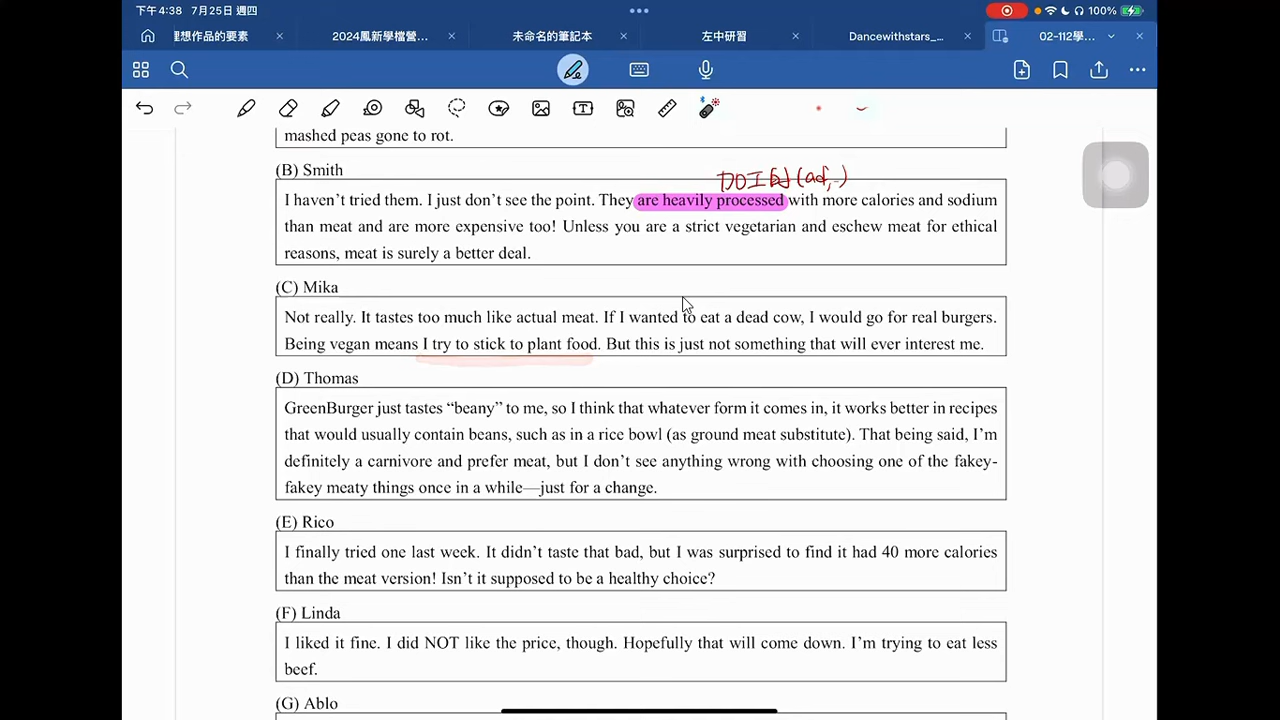 下午4:38 7月25日 週四
100%
理想作品的要素
2024鳳新學檔營...
未命名的筆記本
左中研習
Dancewithstars_...
02-112學...
mashed peas gone to rot.
(B) Smith
I haven't tried them. I just don't see the point. They are heavily processed with more calories and sodium
than meat and are more expensive too! Unless you are a strict vegetarian and eschew meat for ethical
reasons, meat is surely a better deal.
(C) Mika
Not really. It tastes too much like actual meat. If I wanted to eat a dead cow, I would go for real burgers.
Being vegan means I try to stick to plant food. But this is just not something that will ever interest me.
(D) Thomas
GreenBurger just tastes “beany” to me, so I think that whatever form it comes in, it works better in recipes
that would usually contain beans, such as in a rice bowl (as ground meat substitute). That being said, I'm
definitely a carnivore and prefer meat, but I don't see anything wrong with choosing one of the fakey-
fakey meaty things once in a while—just for a change.
(E) Rico
I finally tried one last week. It didn't taste that bad, but I was surprised to find it had 40 more calories
than the meat version! Isn't it supposed to be a healthy choice?
(F) Linda
I liked it fine. I did NOT like the price, though. Hopefully that will come down. I'm trying to eat less
beef.
(G) Ablo